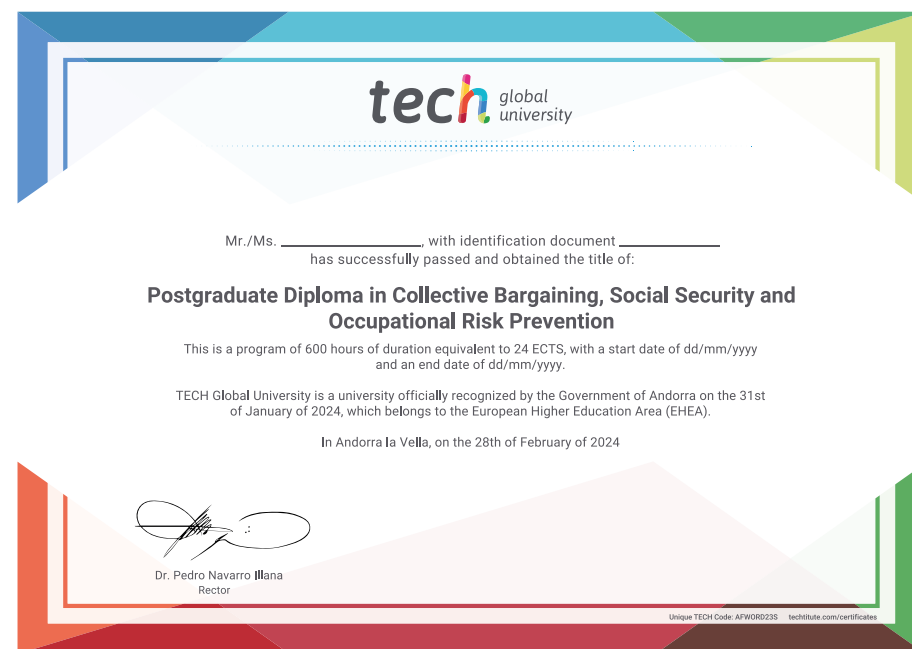 tech global university
Mr./Ms. ____________, with identification document ____________
has successfully passed and obtained the title of:
Postgraduate Diploma in Collective Bargaining, Social Security and
Occupational Risk Prevention
This is a program of 600 hours of duration equivalent to 24 ECTS, with a start date of dd/mm/yyyy
and an end date of dd/mm/yyyy.
TECH Global University is a university officially recognized by the Government of Andorra on the 31st
of January of 2024, which belongs to the European Higher Education Area (EHEA).
In Andorra la Vella, on the 28th of February of 2024
Dr. Pedro Navarro Illana
Rector
Unique TECH Code: AFWORD23S techtitute.com/certificates